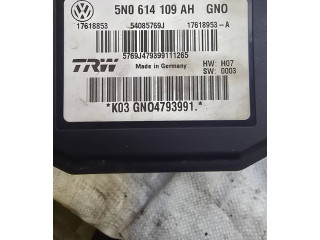 5N0 614 109 AH GNO
17618853 54085769J 17618953-A
5769J479399111265
TRW
Made in Germany
HW: H07
SW: 0003
*K03 GNO4793991.*